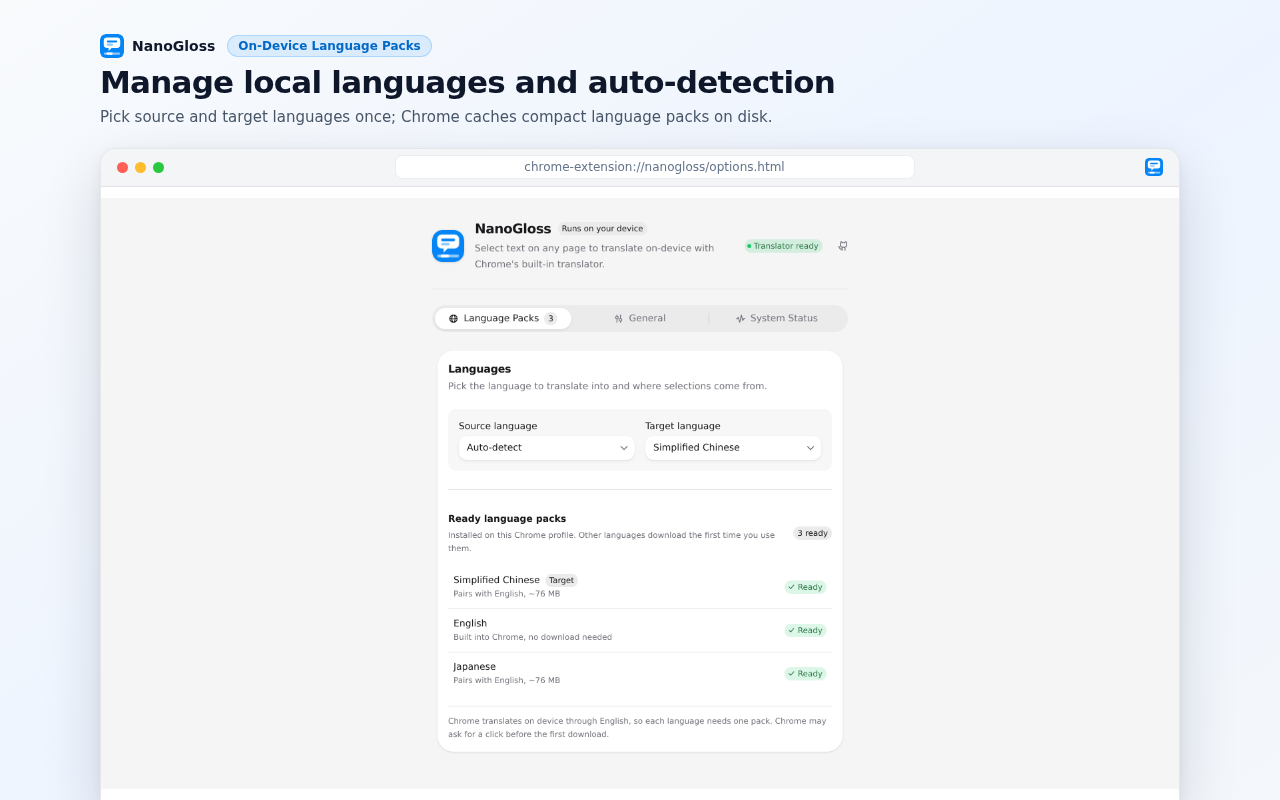 NanoGloss On-Device Language Packs
Manage local languages and auto-detection
Pick source and target languages once; Chrome caches compact language packs on disk.
chrome-extension://nanogloss/options.html
NanoGloss Runs on your device
Select text on any page to translate on-device with
Chrome's built-in translator.
Translator ready
Language Packs 3 General System Status
Languages
Pick the language to translate into and where selections come from.
Source language Target language
Auto-detect Simplified Chinese
Ready language packs
Installed on this Chrome profile. Other languages download the first time you use
them.
3 ready
Simplified Chinese Target
Pairs with English, ~76 MB
Ready
English
Built into Chrome, no download needed
Ready
Japanese
Pairs with English, ~76 MB
Ready
Chrome translates on device through English, so each language needs one pack. Chrome may
ask for a click before the first download.